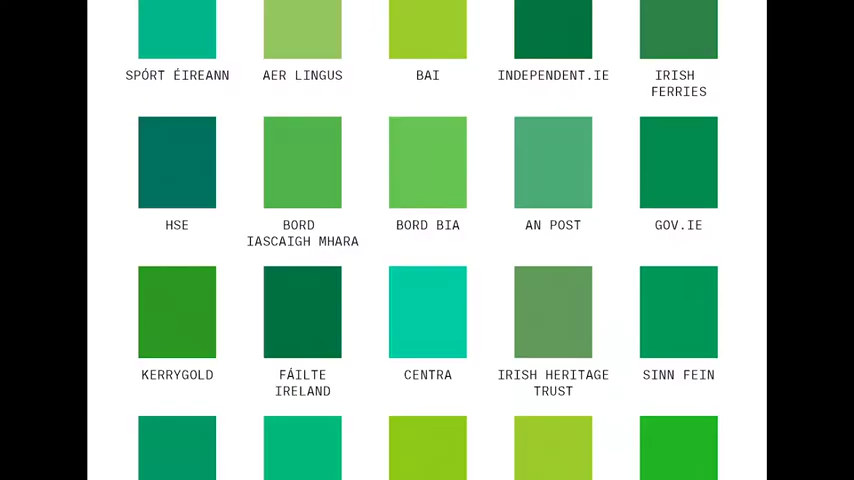 SPÓRT ÉIREANN
AER LINGUS
BAI
INDEPENDENT.IE
IRISH
FERRIES
HSE
BORD
IASCAIGH MHARA
BORD BIA
AN POST
GOV.IE
KERRYGOLD
FÁILTE
IRELAND
CENTRA
IRISH HERITAGE
TRUST
SINN FEIN